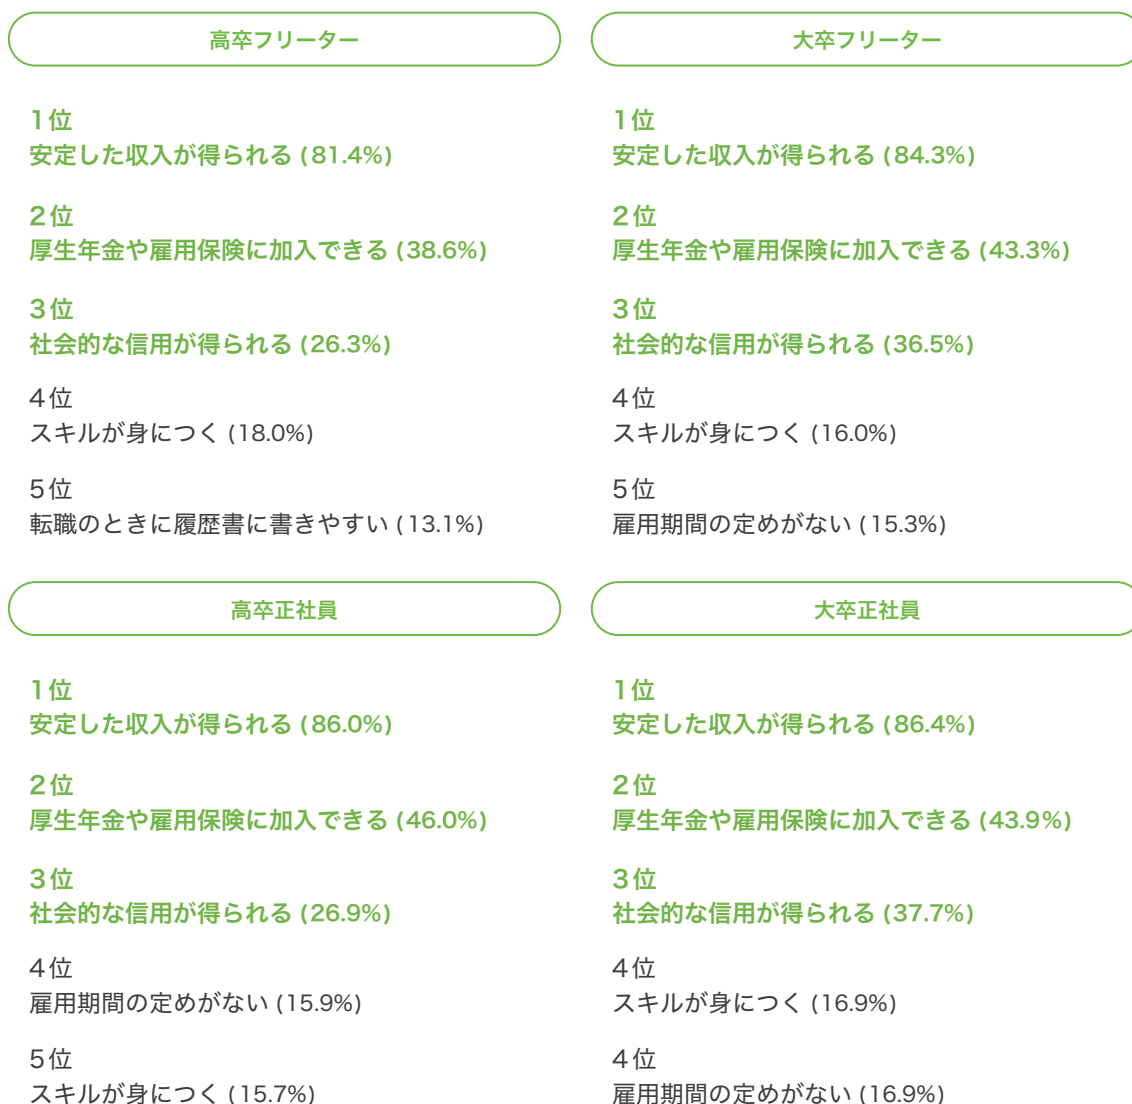 高卒フリーター
1位
安定した収入が得られる (81.4%)
2位
厚生年金や雇用保険に加入できる (38.6%)
3位
社会的な信用が得られる (26.3%)
4位
スキルが身につく (18.0%)
5位
転職のときに履歴書に書きやすい (13.1%)
大卒フリーター
1位
安定した収入が得られる (84.3%)
2位
厚生年金や雇用保険に加入できる (43.3%)
3位
社会的な信用が得られる (36.5%)
4位
スキルが身につく (16.0%)
5位
雇用期間の定めがない (15.3%)
高卒正社員
1位
安定した収入が得られる (86.0%)
2位
厚生年金や雇用保険に加入できる (46.0%)
3位
社会的な信用が得られる (26.9%)
4位
雇用期間の定めがない (15.9%)
5位
スキルが身につく (15.7%)
大卒正社員
1位
安定した収入が得られる (86.4%)
2位
厚生年金や雇用保険に加入できる (43.9%)
3位
社会的な信用が得られる (37.7%)
4位
スキルが身につく (16.9%)
4位
雇用期間の定めがない (16.9%)